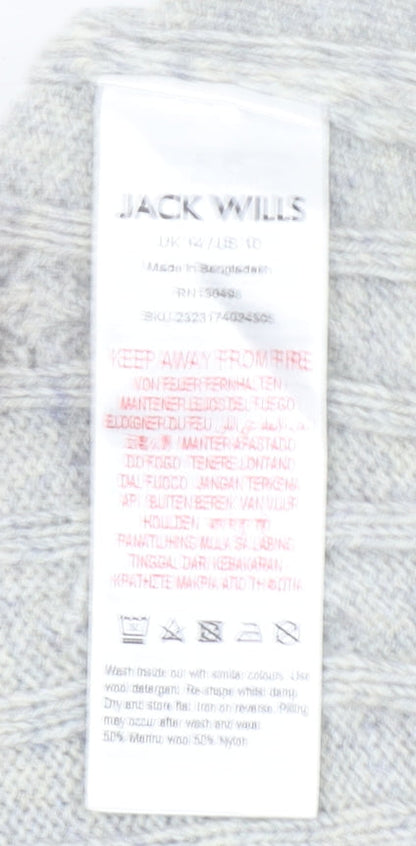 JACK WILLS
UK 14 / US 10
Made in Bangladesh
RN:
SKU:
KEEP AWAY FROM FIRE
VON FEUER FERNHALTEN
MANTENER LEJOS DEL FUEGO
ELOIGNER DU FEU
MANTER AFASTADO
DO FOGO TENERE LONTANO
DAL FUOCO JANGAN TERKENA
API BUITEN BEREIK VAN VUUR
HOUDEN
PANATILIHING MULA SA LABING
TINGGAL DARI KEBAKARAN
Wash inside out with similar colours. Use
wool detergent. Re-shape whilst damp.
Dry and store flat. Iron on reverse. Pilling
may occur after wash and wear.
50% Merino wool 50% Nylon